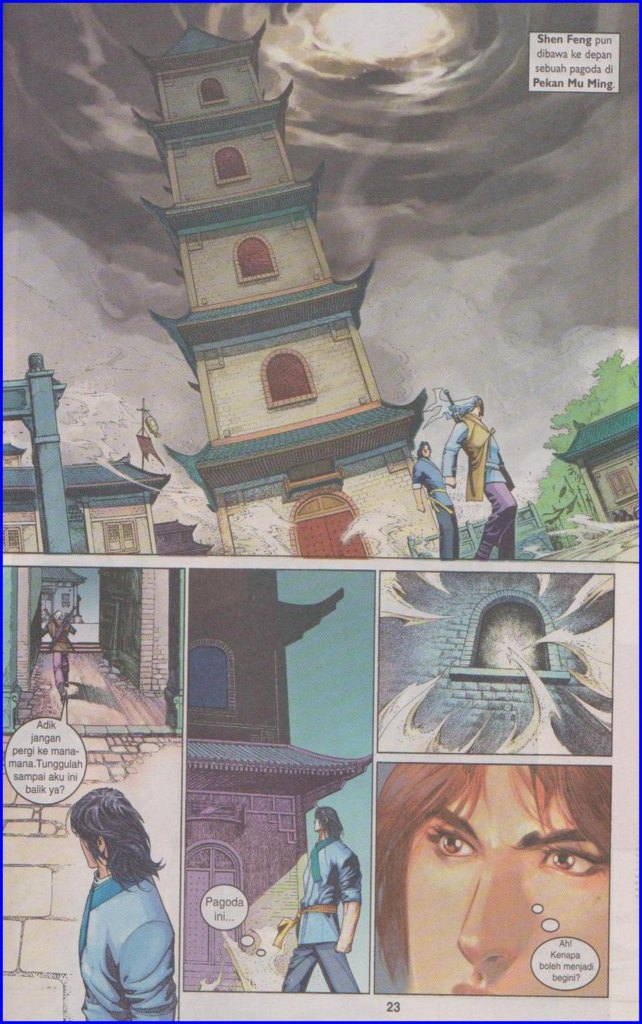 Shen Feng pun
dibawa ke depan
sebuah pagoda di
Pekan Mu Ming.
Adik
jangan
pergi ke mana-
mana.Tunggulah
sampai aku ini
balik ya?
Pagoda
ini...
Ah!
Kenapa
boleh menjadi
begini?
23